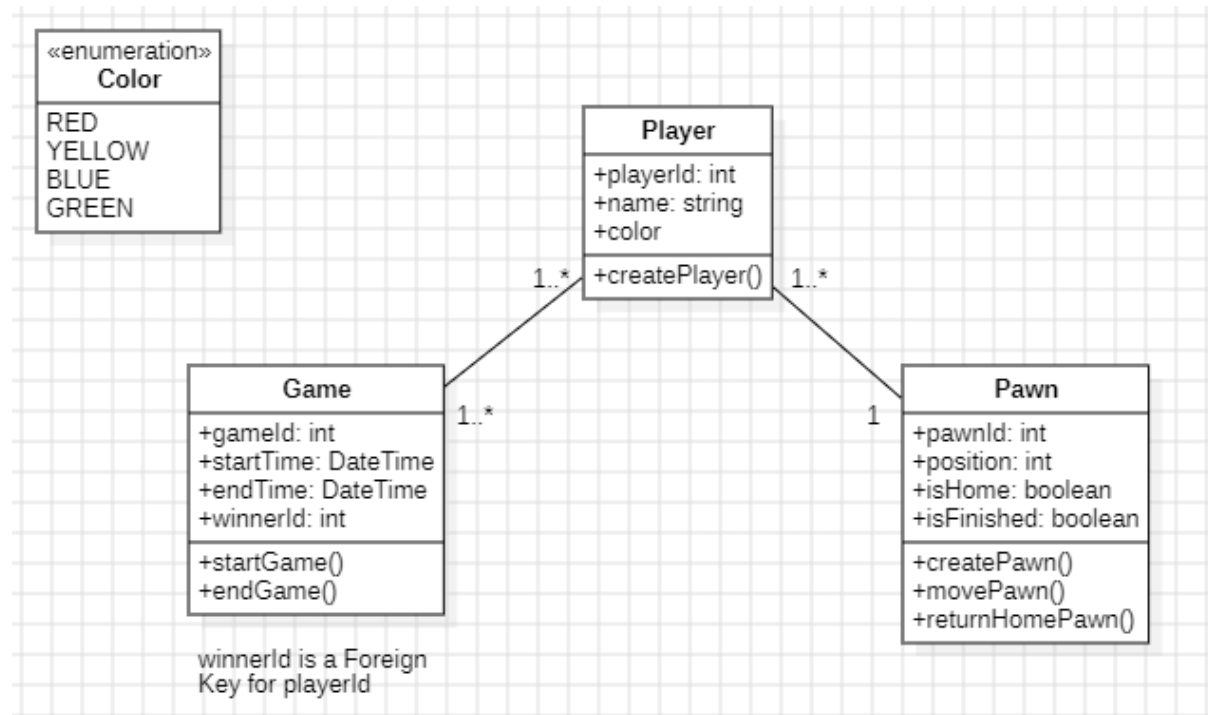 «enumeration»
Color
RED
YELLOW
BLUE
GREEN
Player
+playerId: int
+name: string
+color
+createPlayer()
1..*
1..*
Game
+gameId: int
+startTime: DateTime
+endTime: DateTime
+winnerId: int
+startGame()
+endGame()
1..*
1
Pawn
+pawnId: int
+position: int
+isHome: boolean
+isFinished: boolean
+createPawn()
+movePawn()
+returnHomePawn()
winnerId is a Foreign
Key for playerId